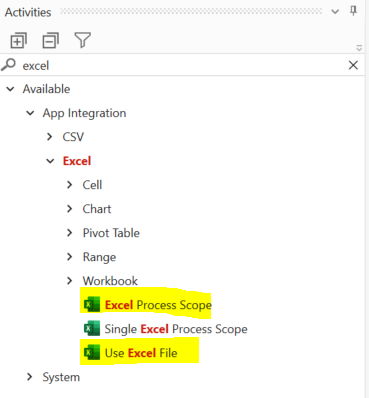 Activities
excel
Available
App Integration
CSV
Excel
Cell
Chart
Pivot Table
Range
Workbook
Excel Process Scope
Single Excel Process Scope
Use Excel File
System